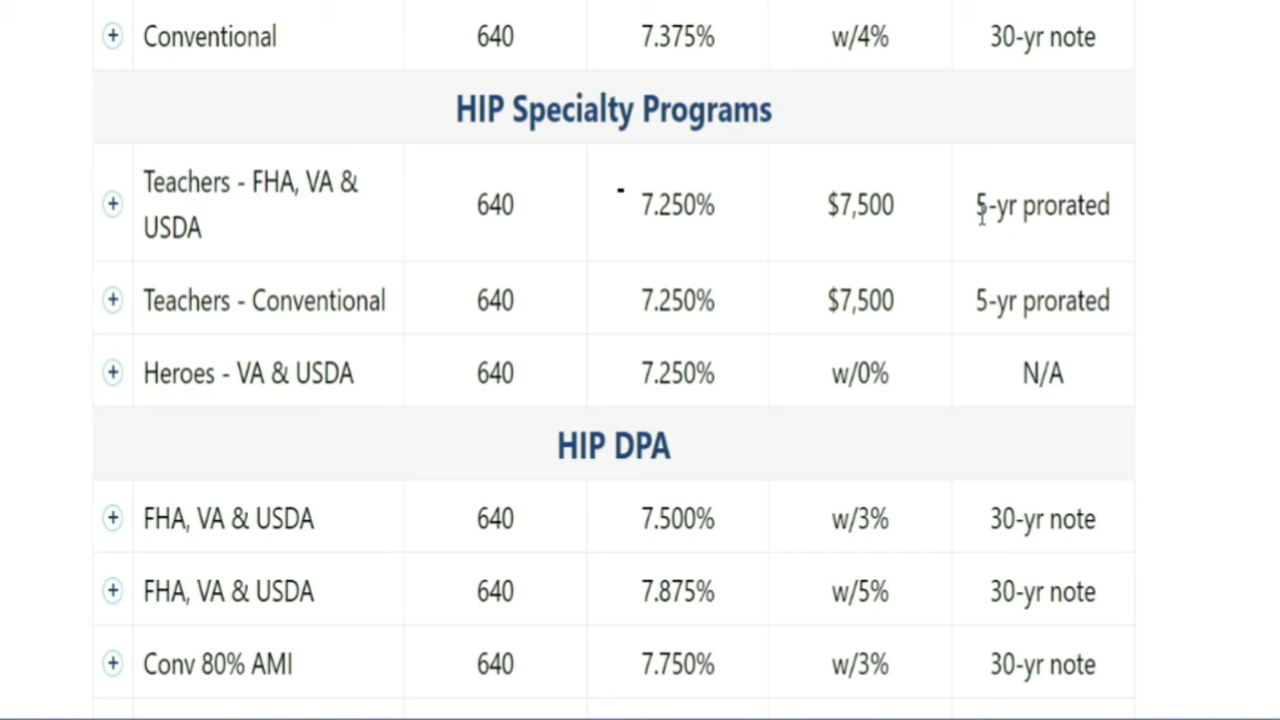 Conventional 640 7.375% w/4% 30-yr note
HIP Specialty Programs
Teachers - FHA, VA &
USDA 640 7.250% $7,500 5-yr prorated
Teachers - Conventional 640 7.250% $7,500 5-yr prorated
Heroes - VA & USDA 640 7.250% w/0% N/A
HIP DPA
FHA, VA & USDA 640 7.500% w/3% 30-yr note
FHA, VA & USDA 640 7.875% w/5% 30-yr note
Conv 80% AMI 640 7.750% w/3% 30-yr note